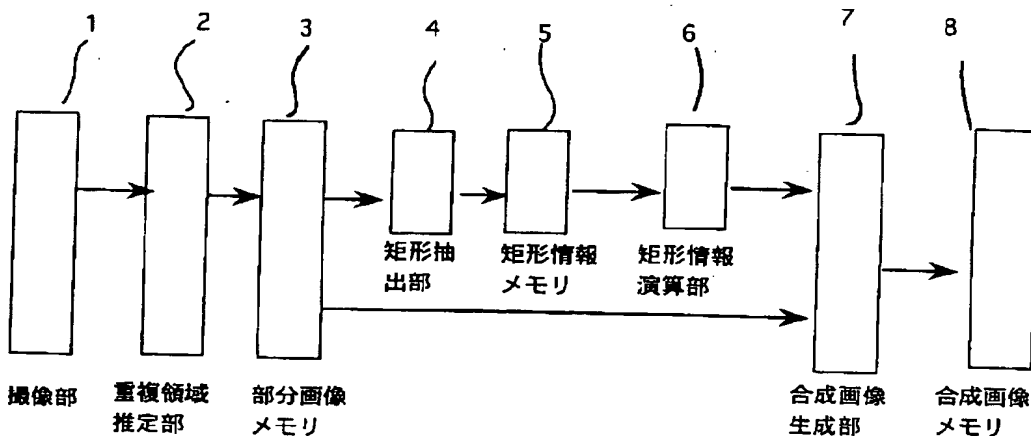 1
2
3
4
5
6
7
8
矩形抽
出部
矩形情報
メモリ
矩形情報
演算部
撮像部
重複領域
推定部
部分画像
メモリ
合成画像
生成部
合成画像
メモリ